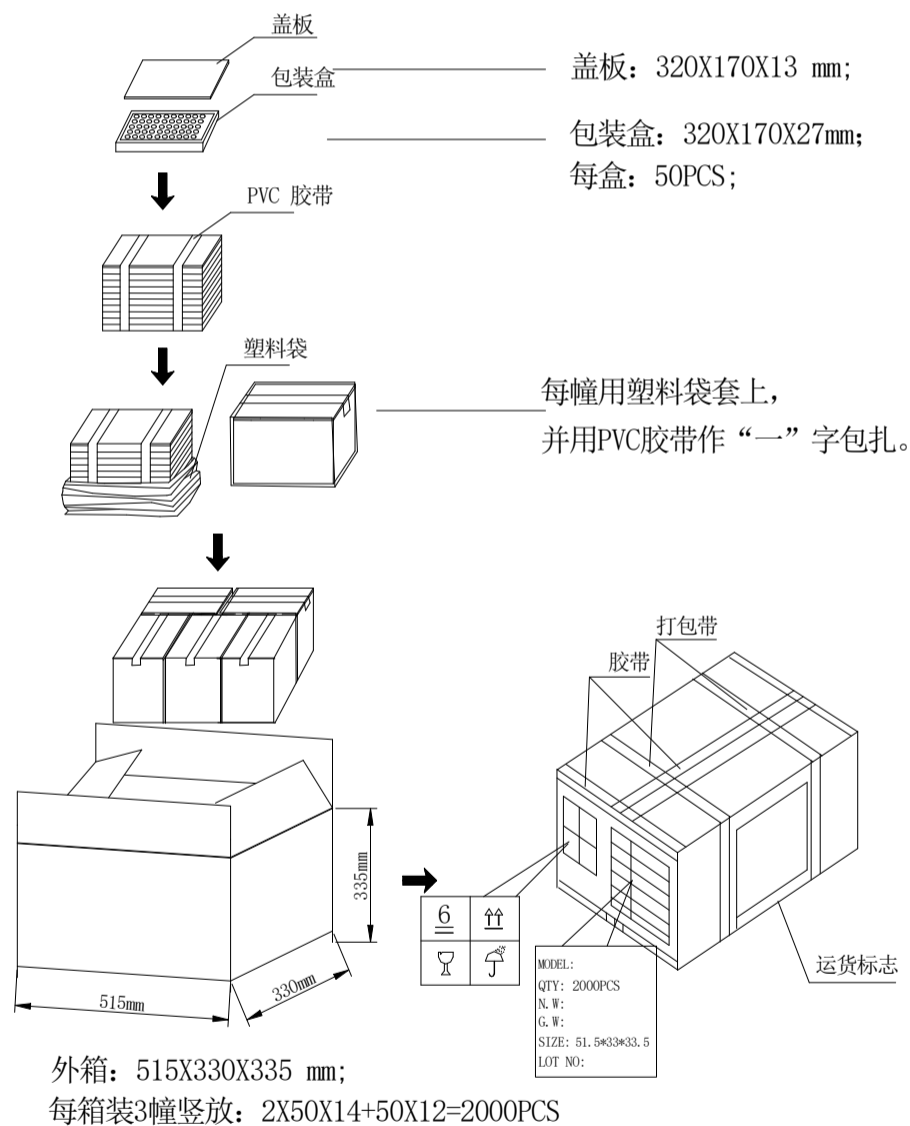 盖板
包装盒
盖板：320X170X13 mm;
包装盒：320X170X27mm;
每盒：50PCS;
PVC 胶带
塑料袋
每幢用塑料袋套上，
并用PVC胶带作“一”字包扎。
打包带
胶带
335mm
330mm
515mm
6
MODEL:
QTY: 2000PCS
N.W:
G.W:
SIZE: 51.5*33*33.5
LOT NO:
运货标志
外箱：515X330X335 mm;
每箱装3幢竖放：2X50X14+50X12=2000PCS